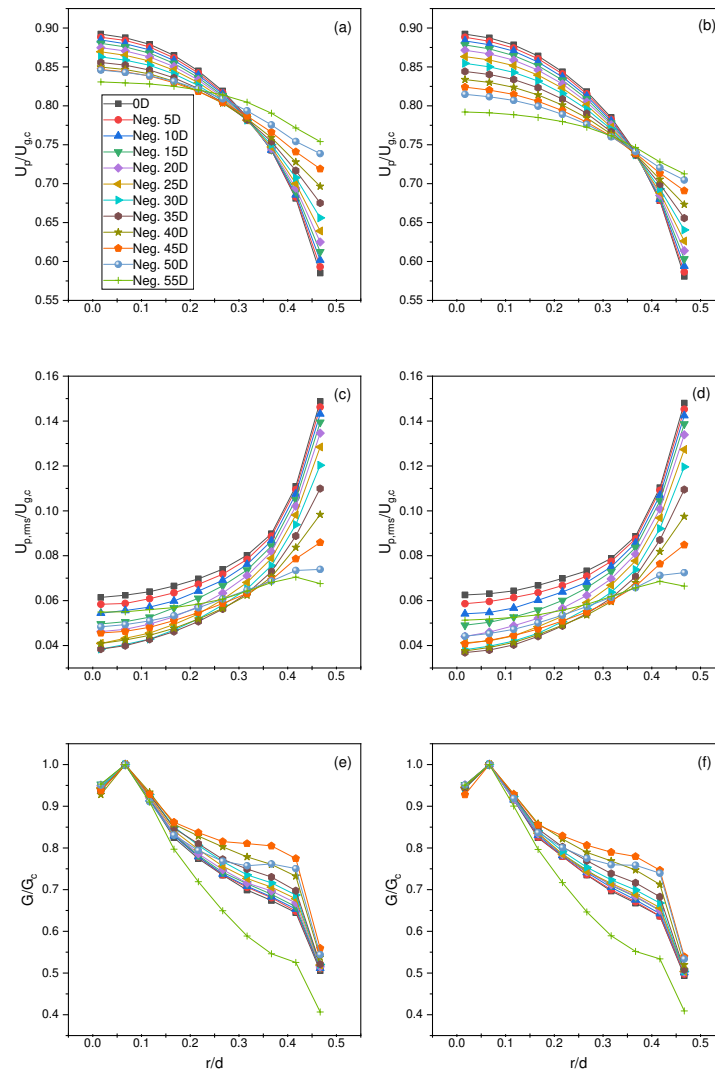 (a)
U_p/U_{g,c}
0.90
0.85
0.80
0.75
0.70
0.65
0.60
0.55
0D
Neg. 5D
Neg. 10D
Neg. 15D
Neg. 20D
Neg. 25D
Neg. 30D
Neg. 35D
Neg. 40D
Neg. 45D
Neg. 50D
Neg. 55D
0.0 0.1 0.2 0.3 0.4 0.5
(b)
U_p/U_{g,c}
0.90
0.85
0.80
0.75
0.70
0.65
0.60
0.55
0.0 0.1 0.2 0.3 0.4 0.5
(c)
U_{p,rms}/U_{g,c}
0.16
0.14
0.12
0.10
0.08
0.06
0.04
0.0 0.1 0.2 0.3 0.4 0.5
(d)
U_{p,rms}/U_{g,c}
0.16
0.14
0.12
0.10
0.08
0.06
0.04
0.0 0.1 0.2 0.3 0.4 0.5
(e)
G/G_c
1.0
0.9
0.8
0.7
0.6
0.5
0.4
0.0 0.1 0.2 0.3 0.4 0.5
r/d
(f)
G/G_c
1.0
0.9
0.8
0.7
0.6
0.5
0.4
0.0 0.1 0.2 0.3 0.4 0.5
r/d